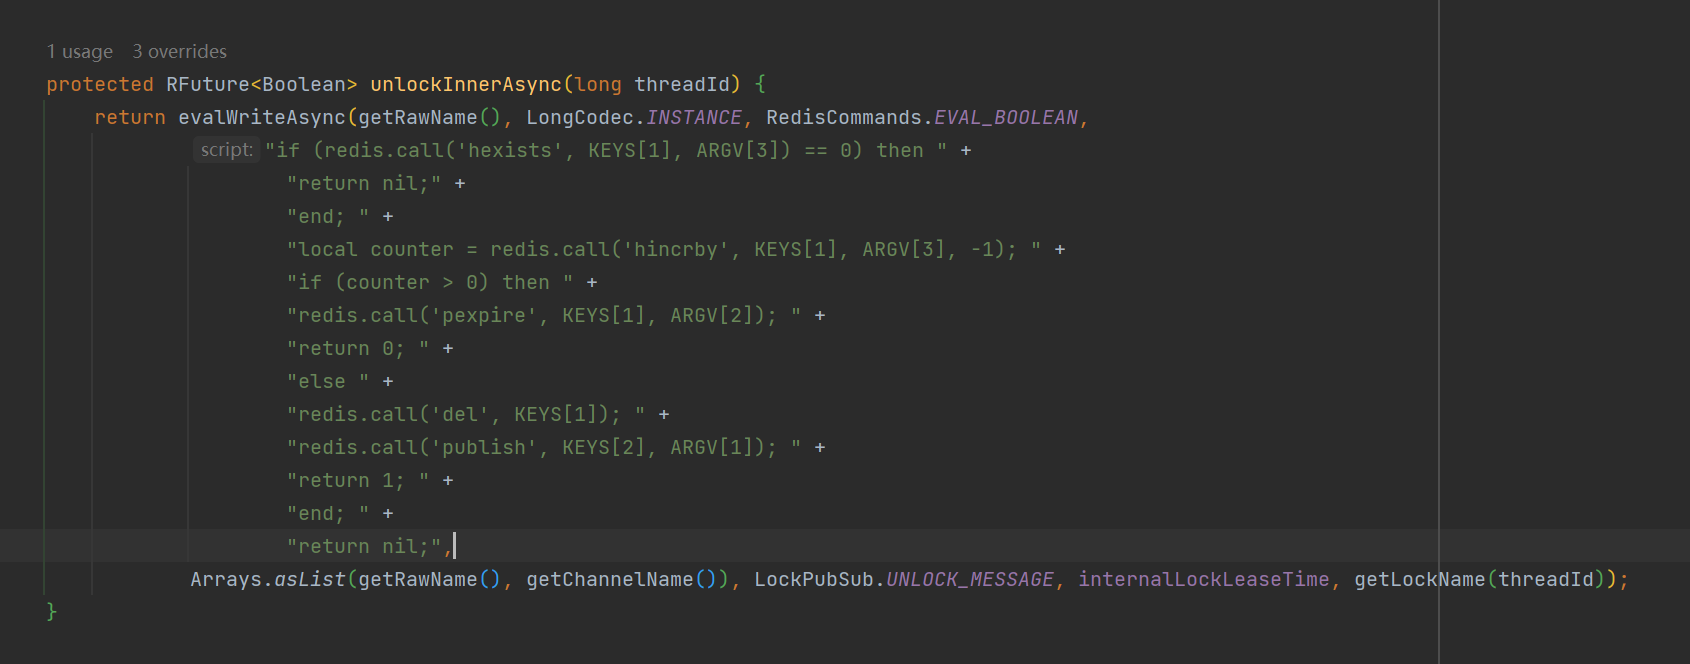 1 usage 3 overrides
protected RFuture<Boolean> unlockInnerAsync(long threadId) {
return evalWriteAsync(getRawName(), LongCodec.INSTANCE, RedisCommands.EVAL_BOOLEAN,
script: "if (redis.call('hexists', KEYS[1], ARGV[3]) == 0) then " +
"return nil;" +
"end; " +
"local counter = redis.call('hincrby', KEYS[1], ARGV[3], -1); " +
"if (counter > 0) then " +
"redis.call('pexpire', KEYS[1], ARGV[2]); " +
"return 0; " +
"else " +
"redis.call('del', KEYS[1]); " +
"redis.call('publish', KEYS[2], ARGV[1]); " +
"return 1; " +
"end; " +
"return nil;",
Arrays.asList(getRawName(), getChannelName()), LockPubSub.UNLOCK_MESSAGE, internalLockLeaseTime, getLockName(threadId));
}